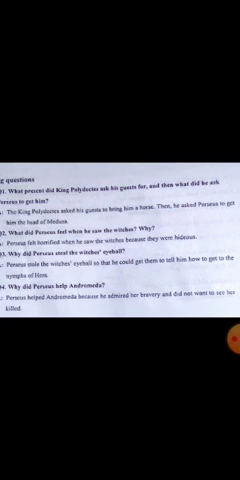 g questions
Q1. What present did King Polydectes ask his guests for, and then what did he ask
Perseus to get him?
: The King Polydectes asked his guests to bring him a horse. Then, he asked Perseus to get
him the head of Medusa.
Q2. What did Perseus feel when he saw the witches? Why?
: Perseus felt horrified when he saw the witches because they were hideous.
Q3. Why did Perseus steal the witches' eyeball?
: Perseus stole the witches' eyeball so that he could get them to tell him how to get to the
nymphs of Hera.
Q4. Why did Perseus help Andromeda?
: Perseus helped Andromeda because he admired her bravery and did not want to see her
killed.